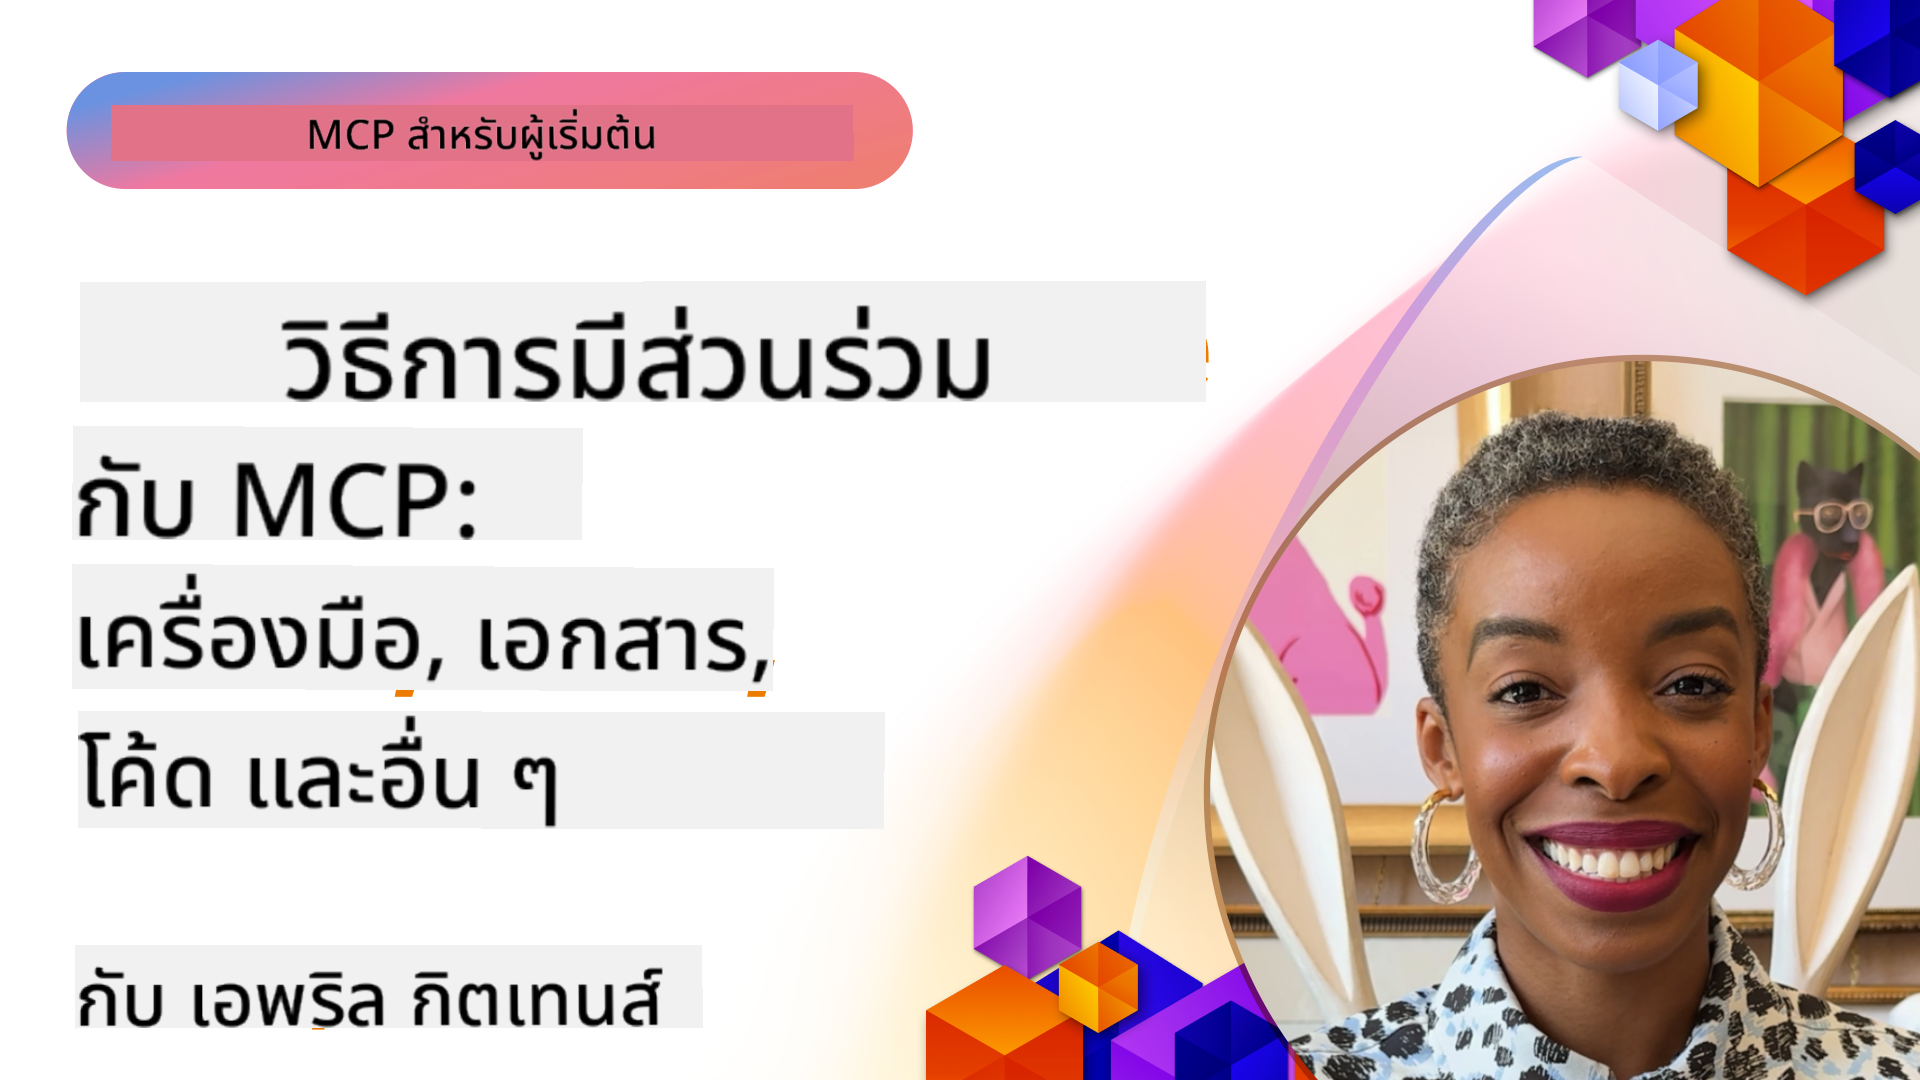 MCP สำหรับผู้เริ่มต้น
วิธีการมีส่วนร่วม
กับ MCP:
เครื่องมือ, เอกสาร,
โค้ด และอื่น ๆ
กับ เอพริล กิตเทนส์